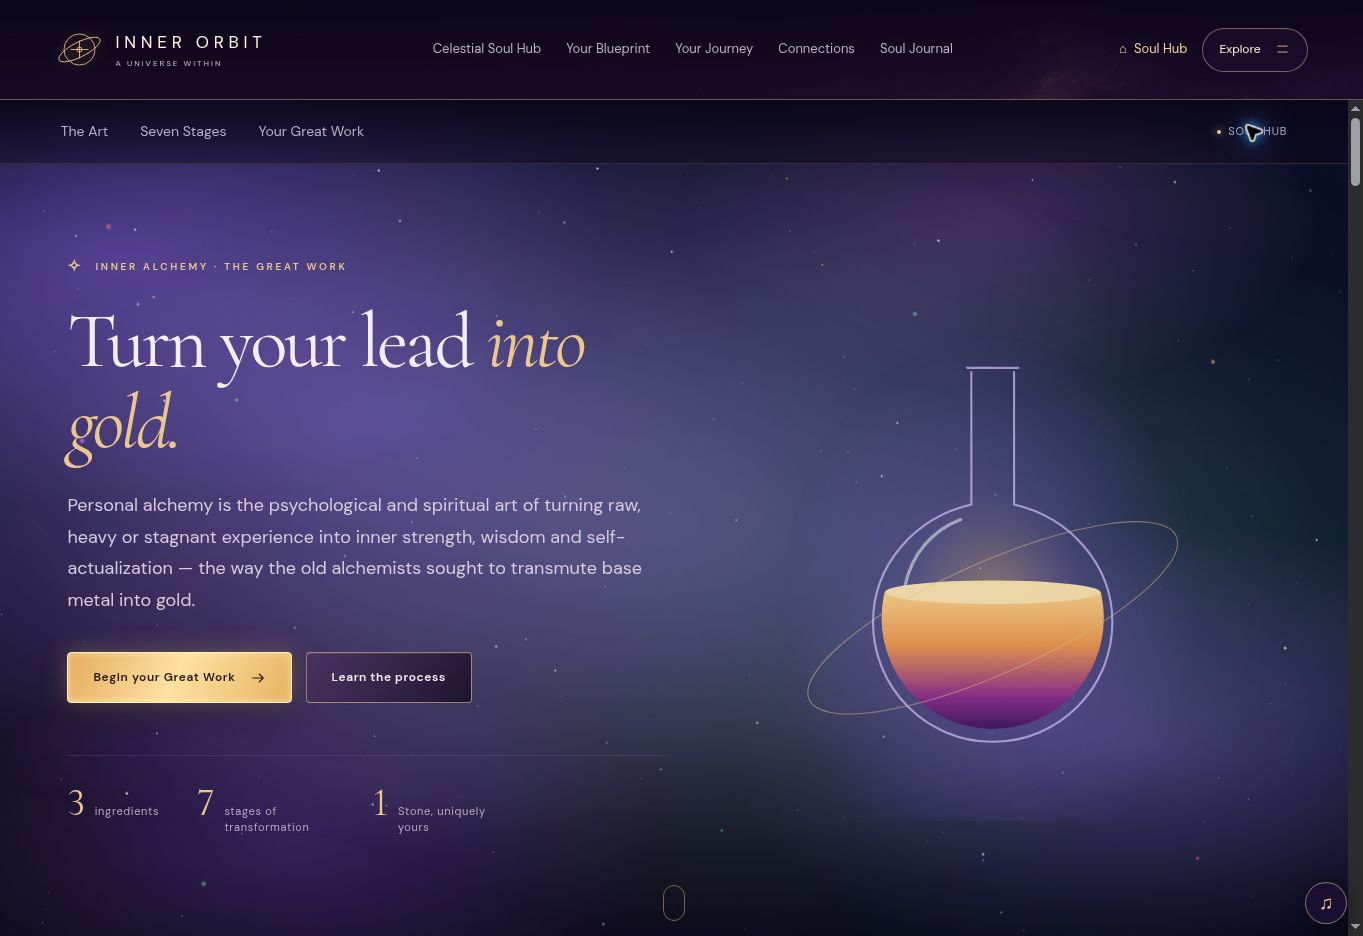 INNER ORBIT
A UNIVERSE WITHIN
Celestial Soul Hub
Your Blueprint
Your Journey
Connections
Soul Journal
Soul Hub
Explore
The Art
Seven Stages
Your Great Work
HUB
INNER ALCHEMY · THE GREAT WORK
Turn your lead into
gold.
Personal alchemy is the psychological and spiritual art of turning raw,
heavy or stagnant experience into inner strength, wisdom and self-
actualization — the way the old alchemists sought to transmute base
metal into gold.
Begin your Great Work →
Learn the process
3 ingredients
7 stages of
transformation
1 Stone, uniquely
yours